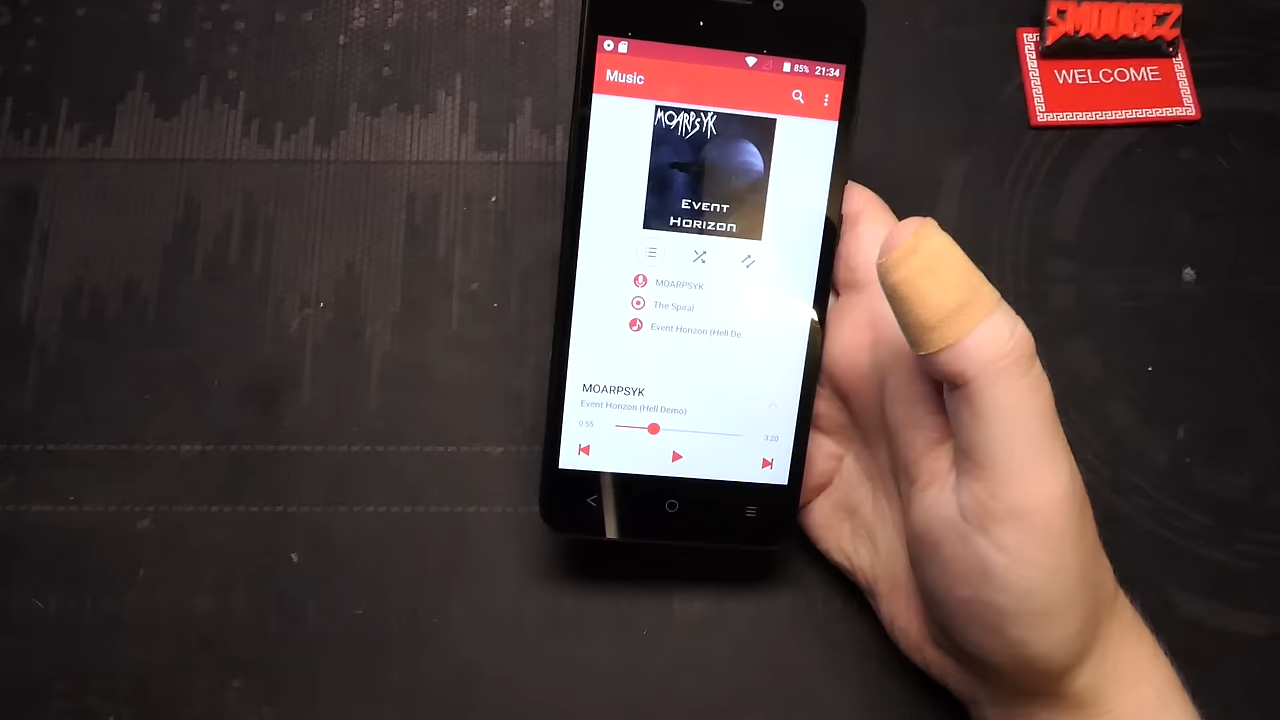 85% 21:34
Music
MOARPSYK
EVENT
HORIZON
MOARPSYK
The Spiral
Event Horizon (Hell De
MOARPSYK
Event Horizon (Hell Demo)
0:55
3:20
SMOOREZ
WELCOME